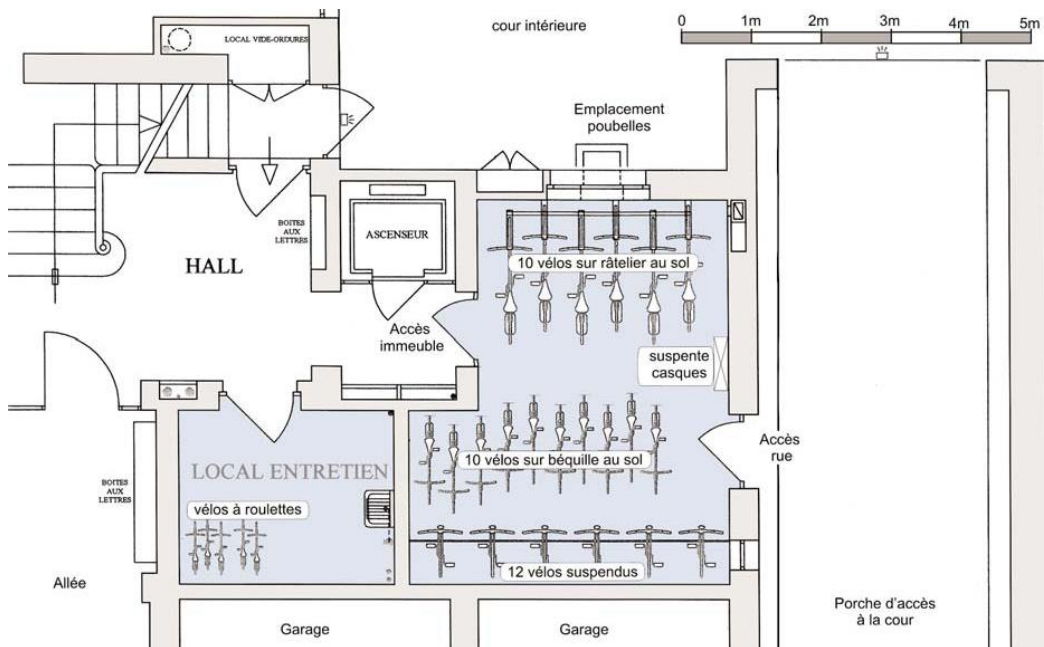 cour intérieure
0 1m 2m 3m 4m 5m
LOCAL VIDE-ORDURES
Emplacement
poubelles
BOITES
AUX
LETTRES
ASCENSEUR
HALL
10 vélos sur râtelier au sol
Accès
immeuble
suspente
casques
Accès
rue
LOCAL ENTRETIEN
10 vélos sur béquille au sol
BOITES
AUX
LETTRES
vélos à roulettes
12 vélos suspendus
Allée
Garage
Garage
Porche d'accès
à la cour